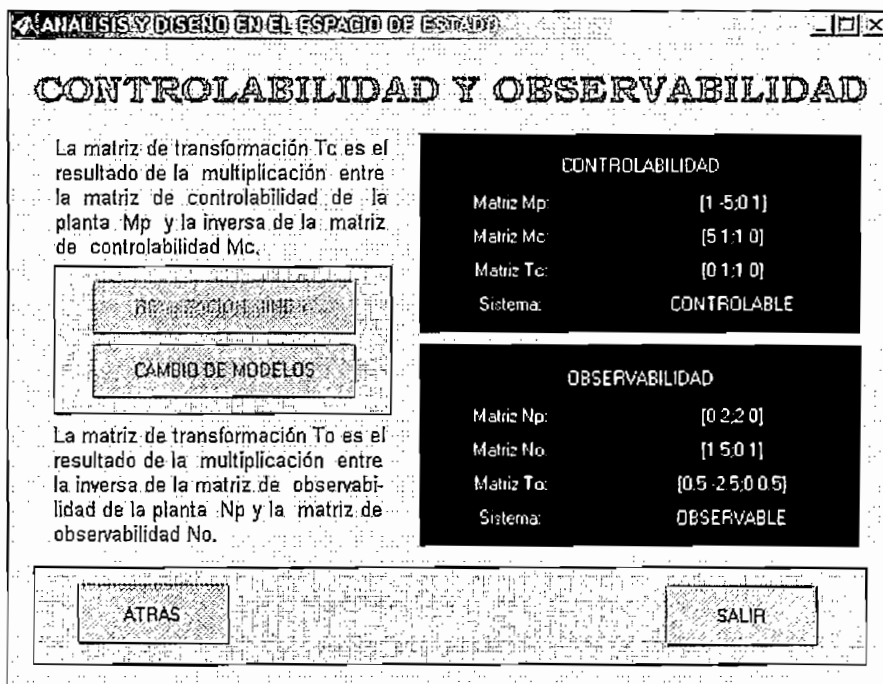 ANALISIS Y DISEÑO EN EL ESPACIO DE ESTADO
CONTROLABILIDAD Y OBSERVABILIDAD
La matriz de transformación Tc es el
resultado de la multiplicación entre
la matriz de controlabilidad de la
planta Mp y la inversa de la matriz
de controlabilidad Mc.
CAMBIO DE MODELOS
La matriz de transformación To es el
resultado de la multiplicación entre
la inversa de la matriz de observabi-
lidad de la planta Np y la matriz de
observabilidad No.
CONTROLABILIDAD
Matriz Mp: [1 -5;0 1]
Matriz Mc: [5 1;1 0]
Matriz Tc: [0 1;1 0]
Sistema: CONTROLABLE
OBSERVABILIDAD
Matriz Np: [0 2;2 0]
Matriz No: [1 5;0 1]
Matriz To: [0.5 -2.5;0 0.5]
Sistema: OBSERVABLE
ATRAS
SALIR